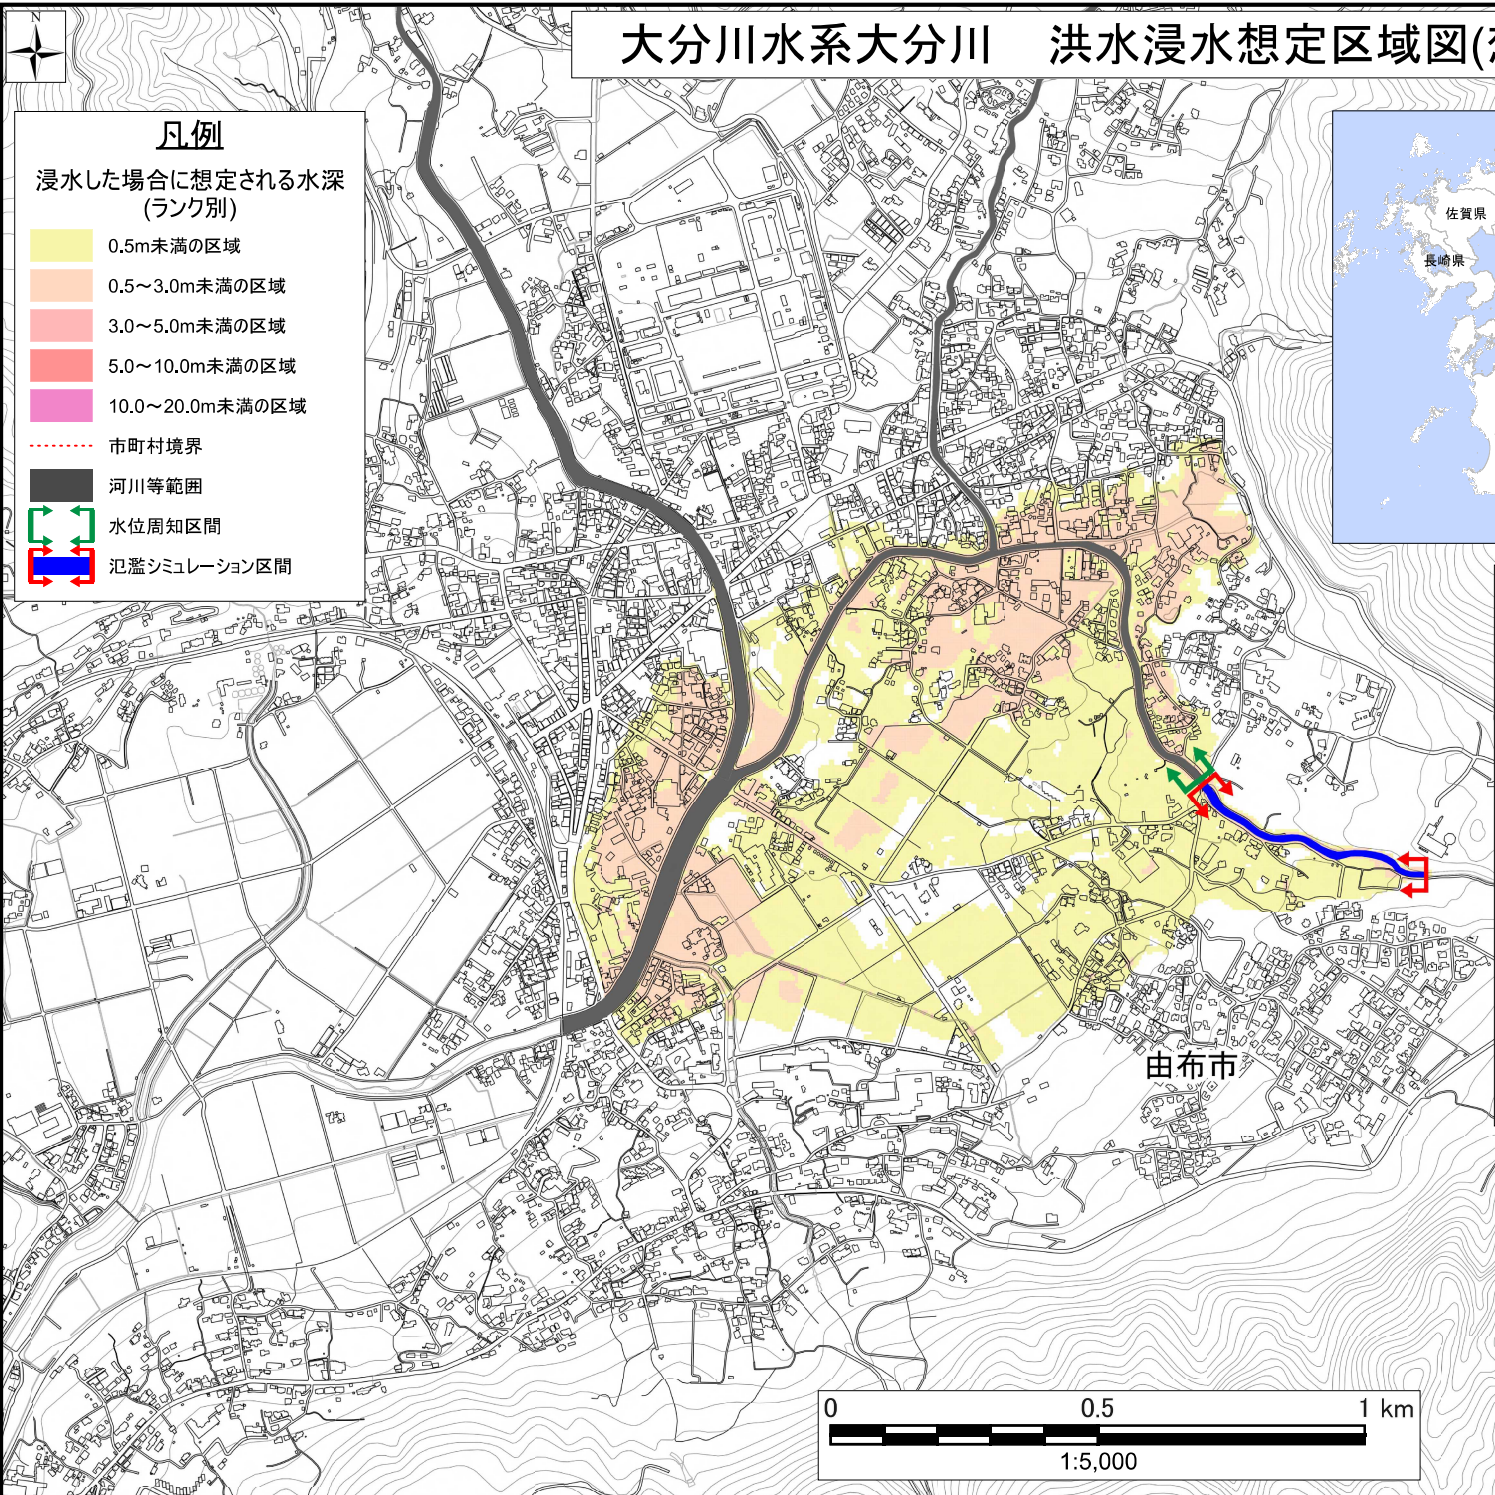 N
大分川水系大分川　洪水浸水想定区域図(
凡例
浸水した場合に想定される水深
(ランク別)
0.5m未満の区域
0.5～3.0m未満の区域
3.0～5.0m未満の区域
5.0～10.0m未満の区域
10.0～20.0m未満の区域
市町村境界
河川等範囲
水位周知区間
氾濫シミュレーション区間
佐賀県
長崎県
由布市
0 0.5 1 km
1:5,000